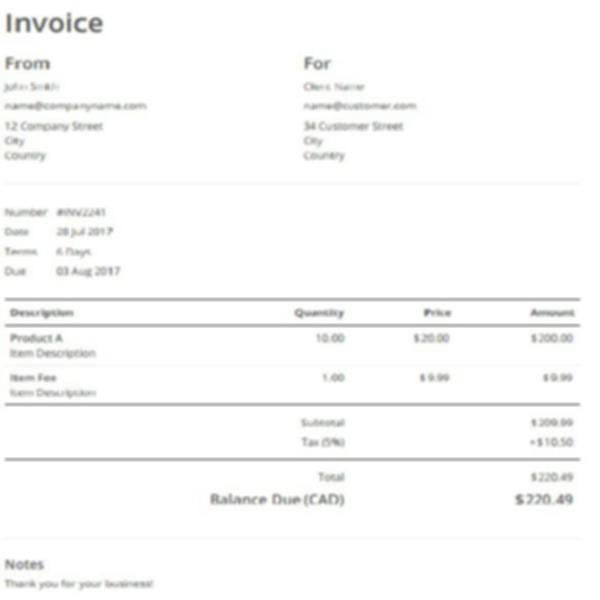 Invoice
From
For
John Smith
Client Name
name@companyname.com
name@customer.com
12 Company Street
34 Customer Street
City
City
Country
Country
Number #INV2241
Date 28 Jul 2017
Terms 6 Days
Due 03 Aug 2017
Description Quantity Price Amount
Product A 10.00 $20.00 $200.00
Item Description
Item Fee 1.00 $9.99 $9.99
Item Description
Subtotal $209.99
Tax (5%) +$10.50
Total $220.49
Balance Due (CAD) $220.49
Notes
Thank you for your business!